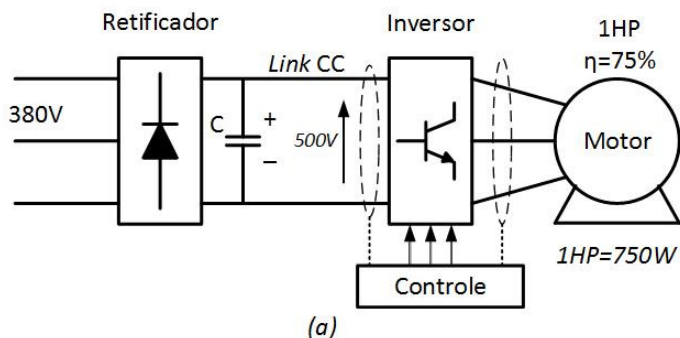 Retificador
Inversor
1HP
η=75%
Link CC
380V
C
+
–
500V
Motor
1HP=750W
Controle
(a)